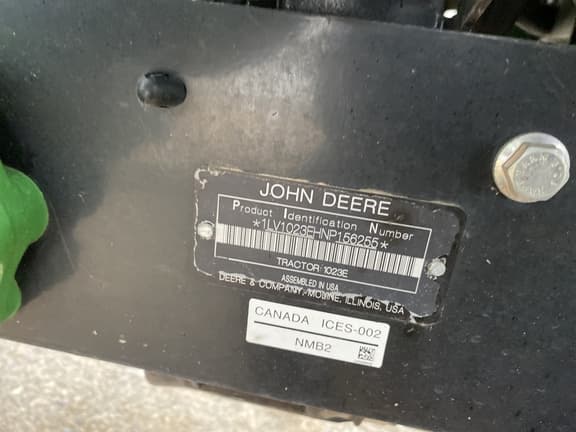 JOHN DEERE
Product Identification Number
*1LV1023EHNP156255*
TRACTOR 1023E
ASSEMBLED IN USA
DEERE & COMPANY, MOLINE, ILLINOIS, USA
CANADA ICES-002
NMB2